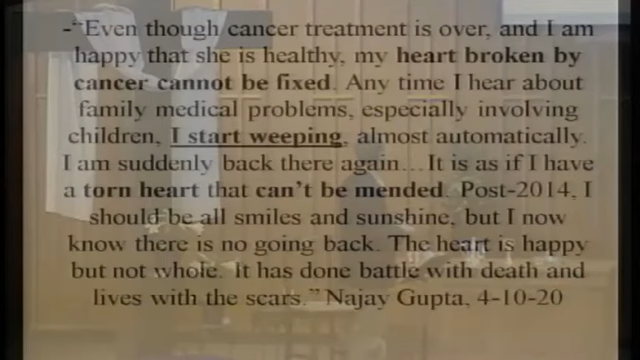 -"Even though cancer treatment is over, and I am
happy that she is healthy, my heart broken by
cancer cannot be fixed. Any time I hear about
family medical problems, especially involving
children, I start weeping, almost automatically.
I am suddenly back there again... It is as if I have
a torn heart that can't be mended. Post-2014, I
should be all smiles and sunshine, but I now
know there is no going back. The heart is happy
but not whole. It has done battle with death and
lives with the scars." Najay Gupta, 4-10-20